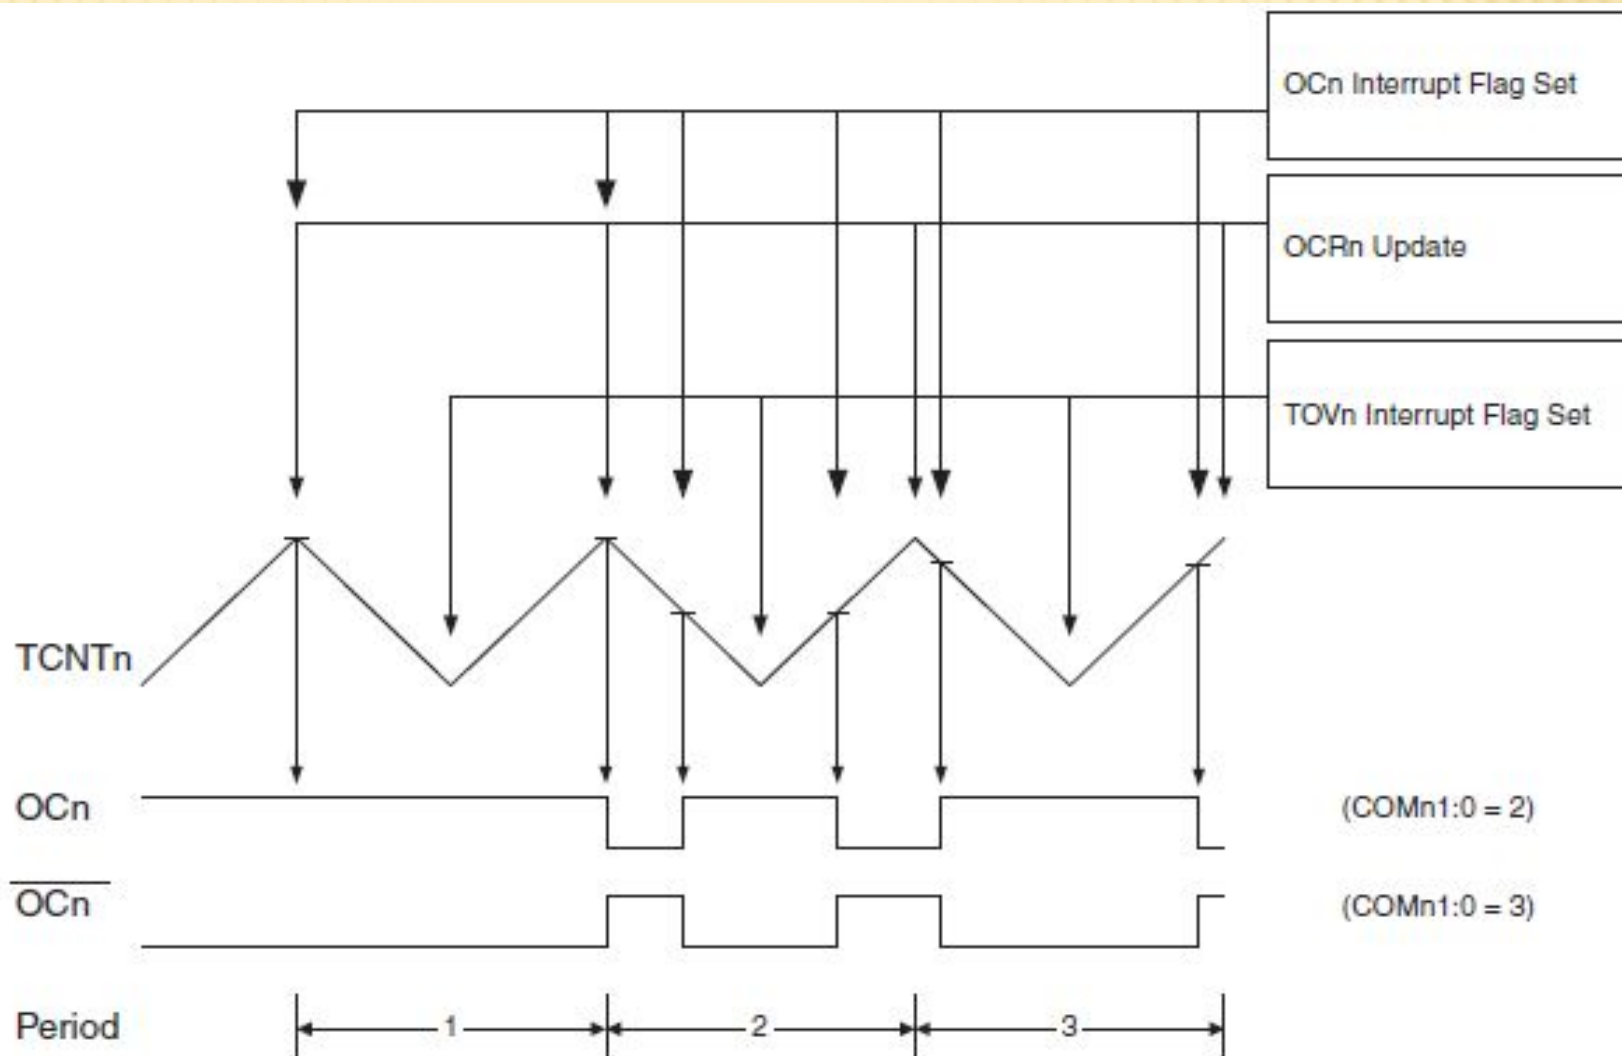 OCn Interrupt Flag Set
OCRn Update
TOVn Interrupt Flag Set
TCNTn
OCn (COMn1:0 = 2)
OCn (COMn1:0 = 3)
Period 1 2 3